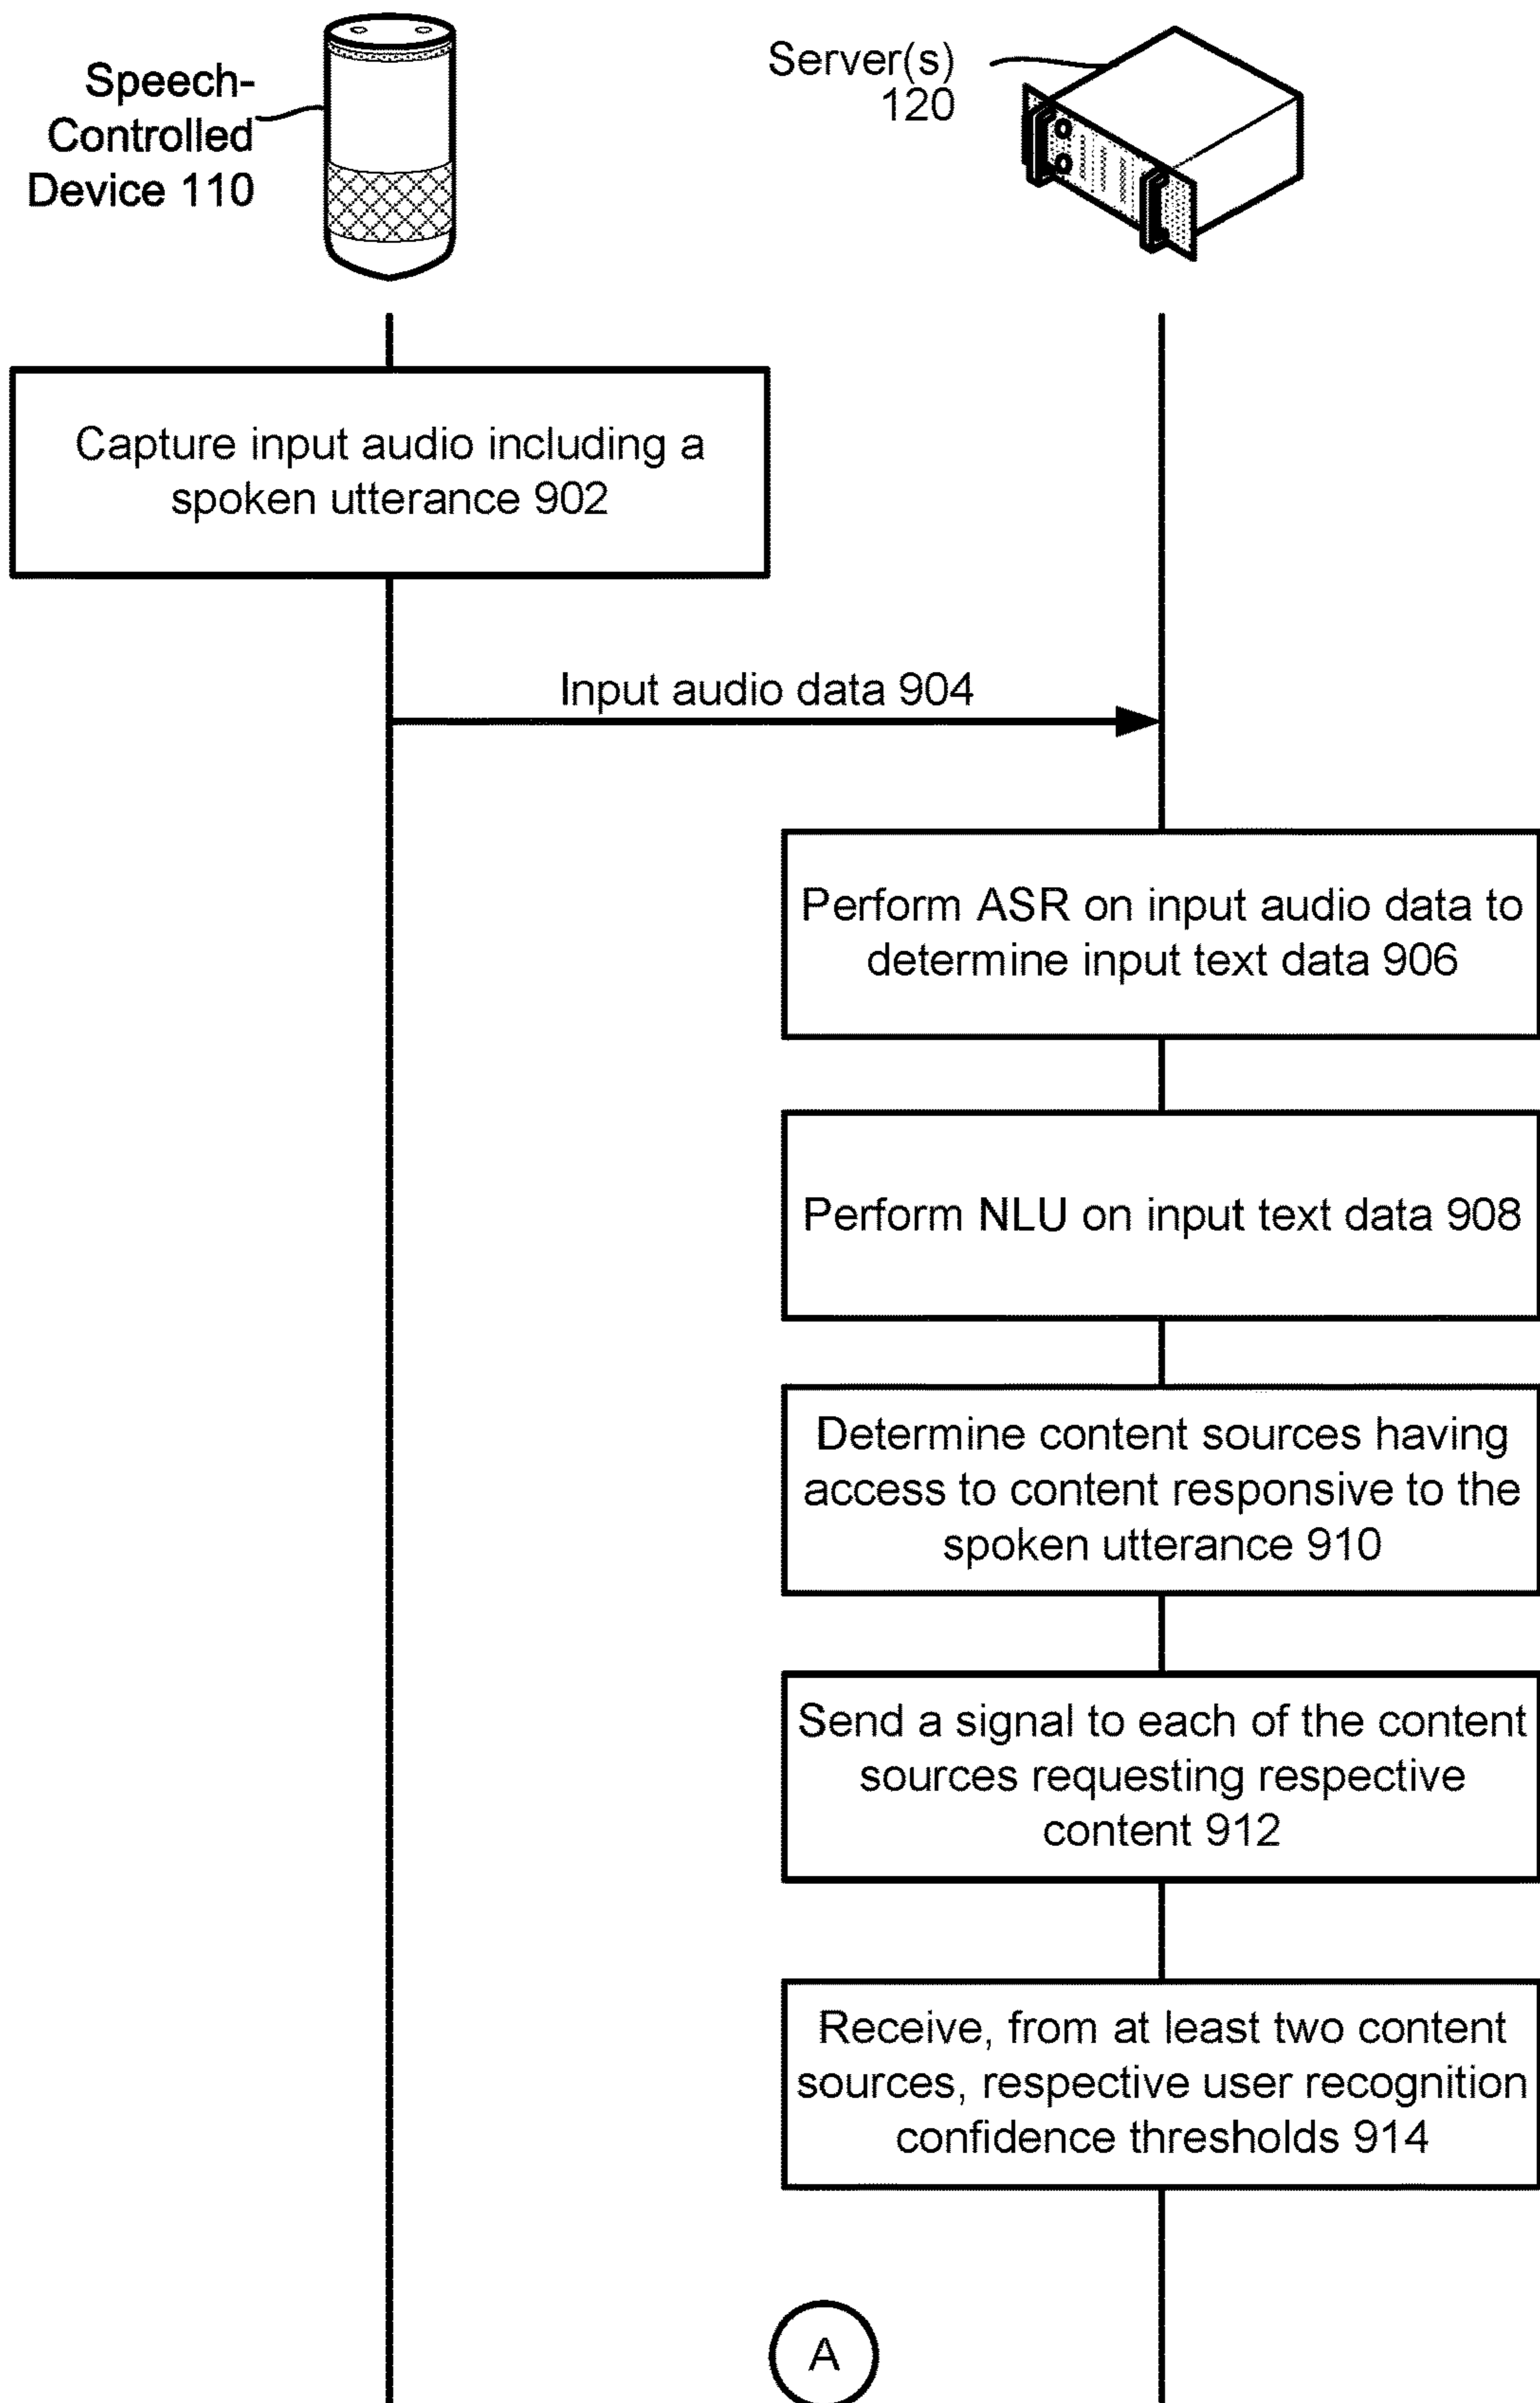 Speech-
Controlled
Device 110
Server(s)
120
Capture input audio including a
spoken utterance 902
Input audio data 904
Perform ASR on input audio data to
determine input text data 906
Perform NLU on input text data 908
Determine content sources having
access to content responsive to the
spoken utterance 910
Send a signal to each of the content
sources requesting respective
content 912
Receive, from at least two content
sources, respective user recognition
confidence thresholds 914
A